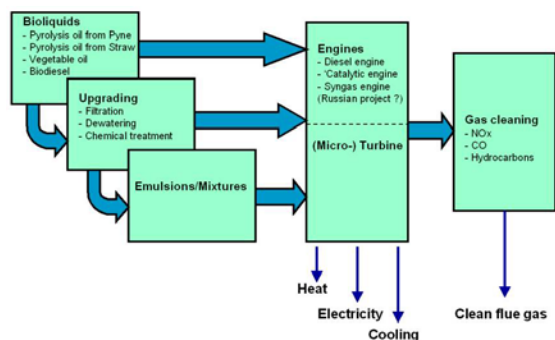 Bioliquids
- Pyrolysis oil from Pyne
- Pyrolysis oil from Straw
- Vegetable oil
- Biodiesel
Upgrading
- Filtration
- Dewatering
- Chemical treatment
Emulsions/Mixtures
Engines
- Diesel engine
- 'Catalytic engine
- Syngas engine
(Russian project ?)
(Micro-) Turbine
Gas cleaning
- NOx
- CO
- Hydrocarbons
Heat
Electricity
Cooling
Clean flue gas